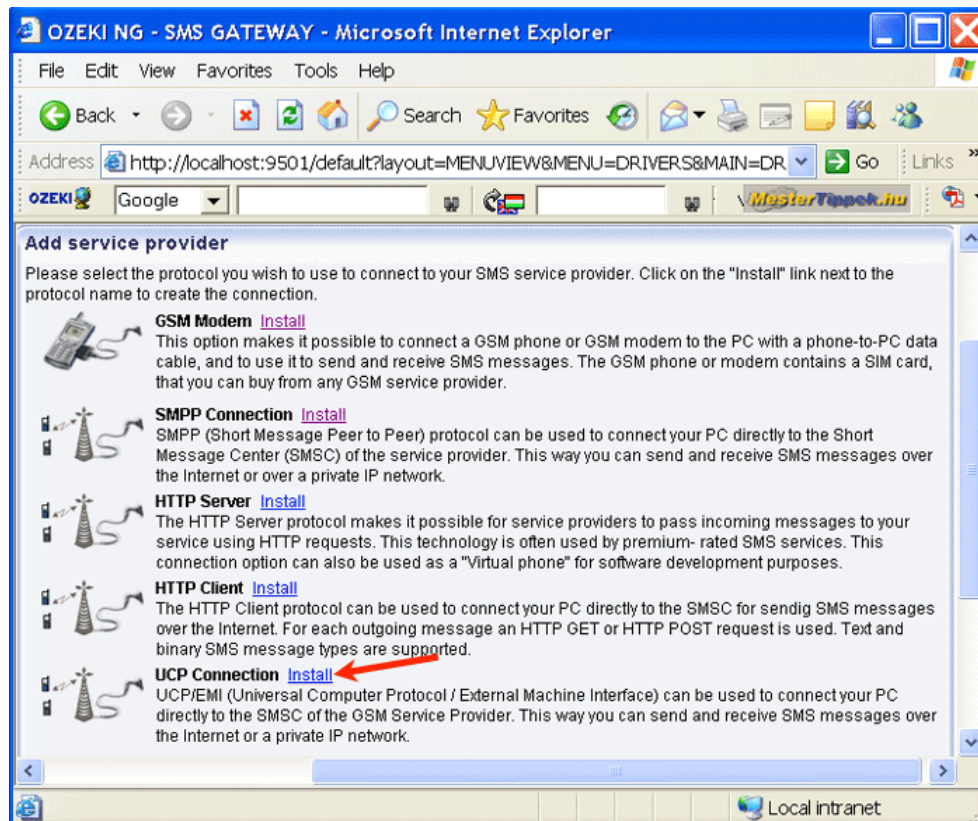 OZEKI NG - SMS GATEWAY - Microsoft Internet Explorer
File Edit View Favorites Tools Help
Back Search Favorites
Address http://localhost:9501/default?layout=MENUVIEW&MENU=DRIVERS&MAIN=DR Go Links »
OZEKI Google MesterTippek.hu
Add service provider
Please select the protocol you wish to use to connect to your SMS service provider. Click on the "Install" link next to the
protocol name to create the connection.
GSM Modem Install
This option makes it possible to connect a GSM phone or GSM modem to the PC with a phone-to-PC data
cable, and to use it to send and receive SMS messages. The GSM phone or modem contains a SIM card,
that you can buy from any GSM service provider.
SMPP Connection Install
SMPP (Short Message Peer to Peer) protocol can be used to connect your PC directly to the Short
Message Center (SMSC) of the service provider. This way you can send and receive SMS messages over
the Internet or over a private IP network.
HTTP Server Install
The HTTP Server protocol makes it possible for service providers to pass incoming messages to your
service using HTTP requests. This technology is often used by premium- rated SMS services. This
connection option can also be used as a "Virtual phone" for software development purposes.
HTTP Client Install
The HTTP Client protocol can be used to connect your PC directly to the SMSC for sendig SMS messages
over the Internet. For each outgoing message an HTTP GET or HTTP POST request is used. Text and
binary SMS message types are supported.
UCP Connection Install
UCP/EMI (Universal Computer Protocol / External Machine Interface) can be used to connect your PC
directly to the SMSC of the GSM Service Provider. This way you can send and receive SMS messages over
the Internet or a private IP network.
Local intranet